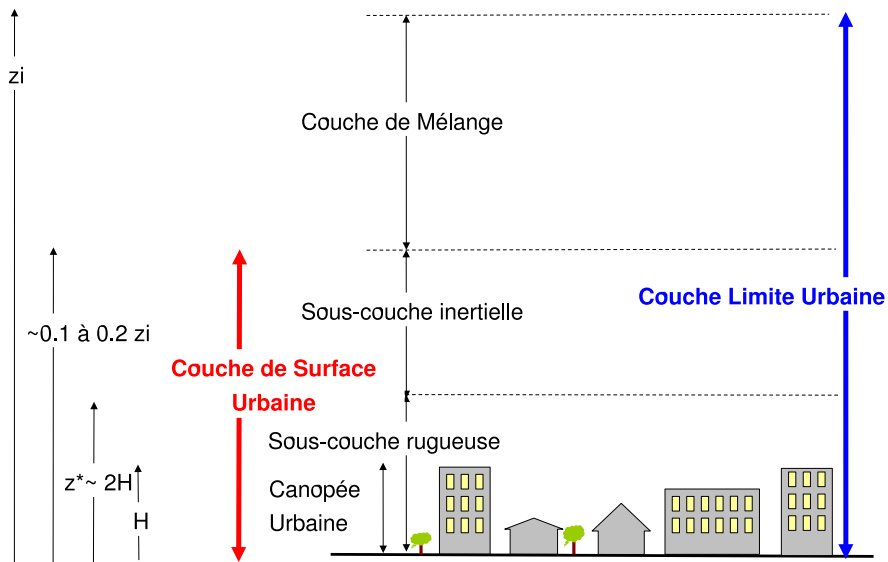 zi
Couche de Mélange
Couche Limite Urbaine
Sous-couche inertielle
~0.1 à 0.2 zi
Couche de Surface
Urbaine
Sous-couche rugueuse
z*~ 2H
Canopée
Urbaine
H